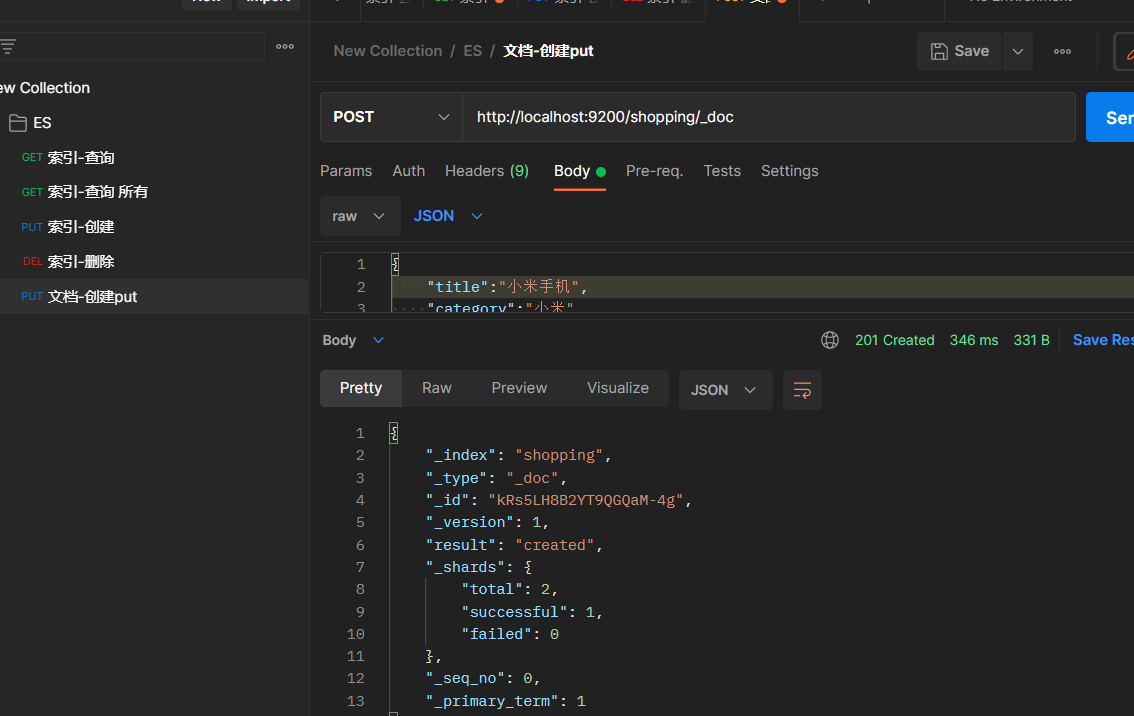 New Import
New Collection / ES / 文档-创建put Save
ew Collection
POST http://localhost:9200/shopping/_doc
ES
GET 索引-查询
Params Auth Headers (9) Body Pre-req. Tests Settings
GET 索引-查询 所有
raw JSON
PUT 索引-创建
DEL 索引-删除
PUT 文档-创建put
1 {
2 "title":"小米手机",
3 "category":"小米"
Body 201 Created 346 ms 331 B Save Res
Pretty Raw Preview Visualize JSON
1 {
2 "_index": "shopping",
3 "_type": "_doc",
4 "_id": "kRs5LH8B2YT9QGQaM-4g",
5 "_version": 1,
6 "result": "created",
7 "_shards": {
8 "total": 2,
9 "successful": 1,
10 "failed": 0
11 },
12 "_seq_no": 0,
13 "_primary_term": 1